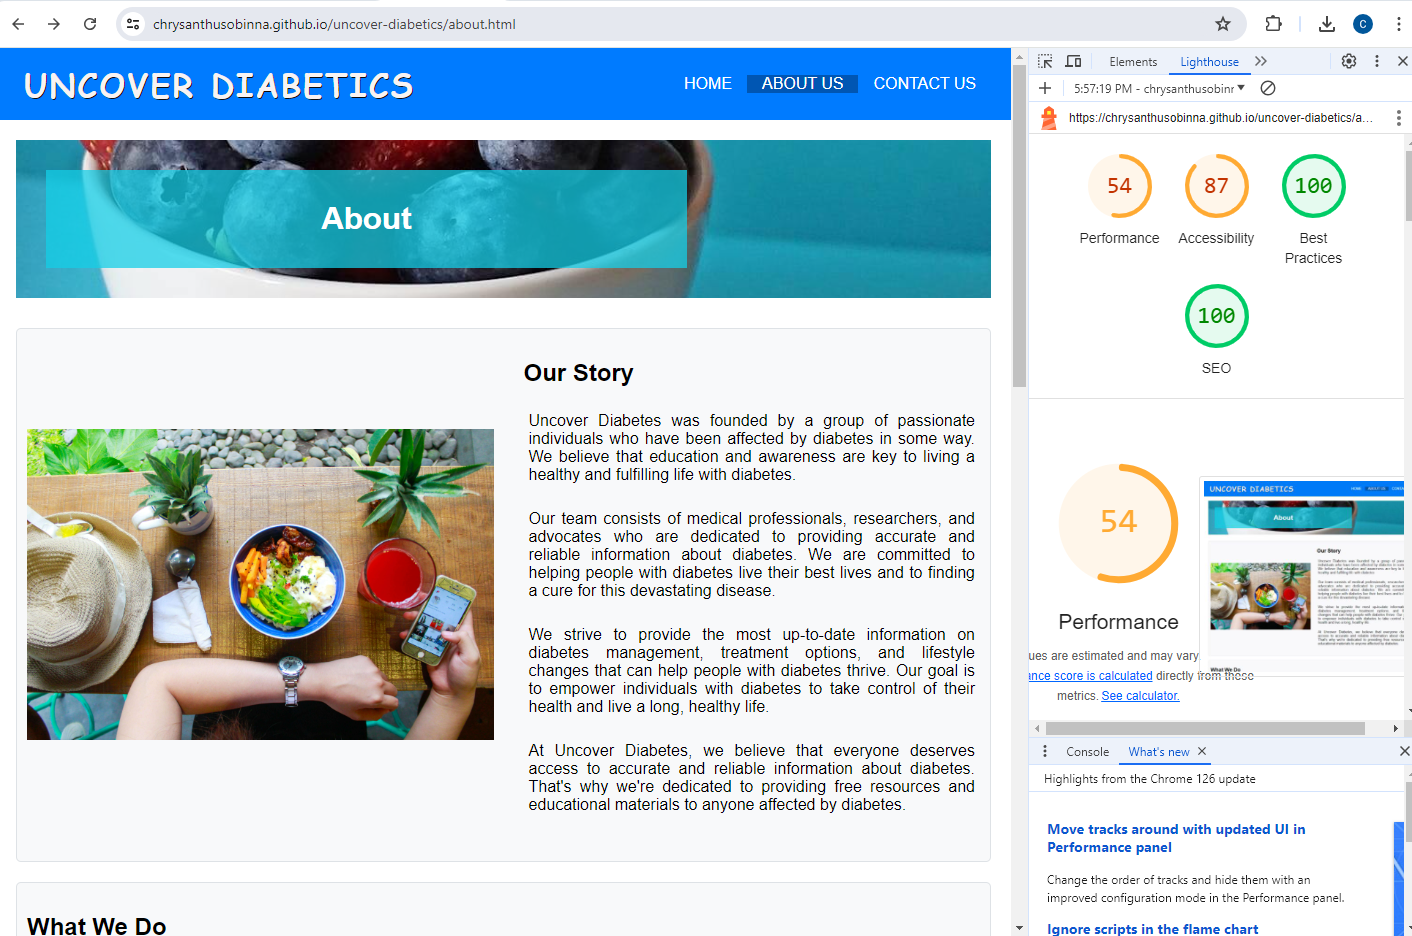 chrysanthusobinna.github.io/uncover-diabetics/about.html
C
UNCOVER DIABETICS
HOME
ABOUT US
CONTACT US
About
Our Story
Uncover Diabetes was founded by a group of passionate
individuals who have been affected by diabetes in some way.
We believe that education and awareness are key to living a
healthy and fulfilling life with diabetes.
Our team consists of medical professionals, researchers, and
advocates who are dedicated to providing accurate and
reliable information about diabetes. We are committed to
helping people with diabetes live their best lives and to finding
a cure for this devastating disease.
We strive to provide the most up-to-date information on
diabetes management, treatment options, and lifestyle
changes that can help people with diabetes thrive. Our goal is
to empower individuals with diabetes to take control of their
health and live a long, healthy life.
At Uncover Diabetes, we believe that everyone deserves
access to accurate and reliable information about diabetes.
That's why we're dedicated to providing free resources and
educational materials to anyone affected by diabetes.
What We Do
Elements
Lighthouse
5:57:19 PM - chrysanthusobinr
https://chrysanthusobinna.github.io/uncover-diabetics/a...
54
Performance
87
Accessibility
100
Best
Practices
100
SEO
54
Performance
UNCOVER DIABETICS
HOME
ABOUT US
About
Our Story
What We Do
ues are estimated and may vary
nce score is calculated directly from these
metrics. See calculator.
Console
What's new
Highlights from the Chrome 126 update
Move tracks around with updated UI in
Performance panel
Change the order of tracks and hide them with an
improved configuration mode in the Performance panel.
Ignore scripts in the flame chart